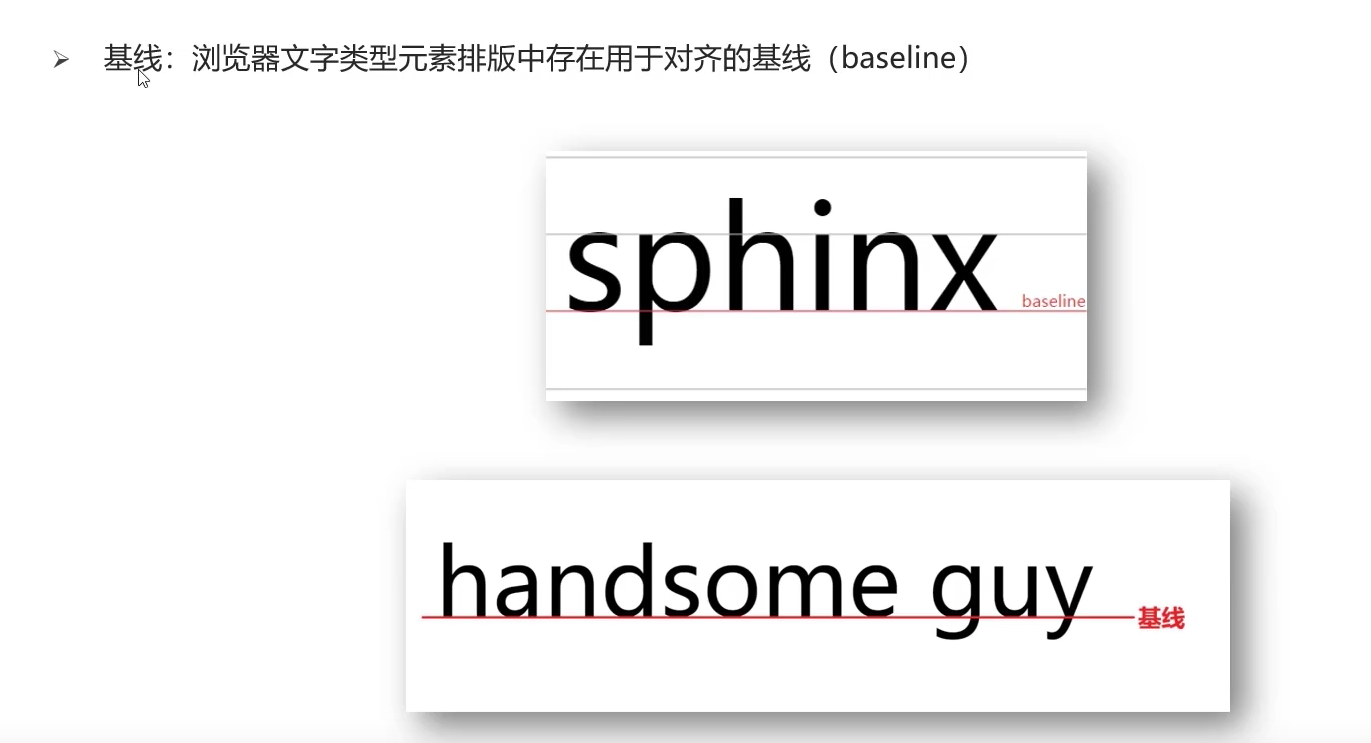 基线：浏览器文字类型元素排版中存在用于对齐的基线（baseline）
sphinx
baseline
handsome guy
基线